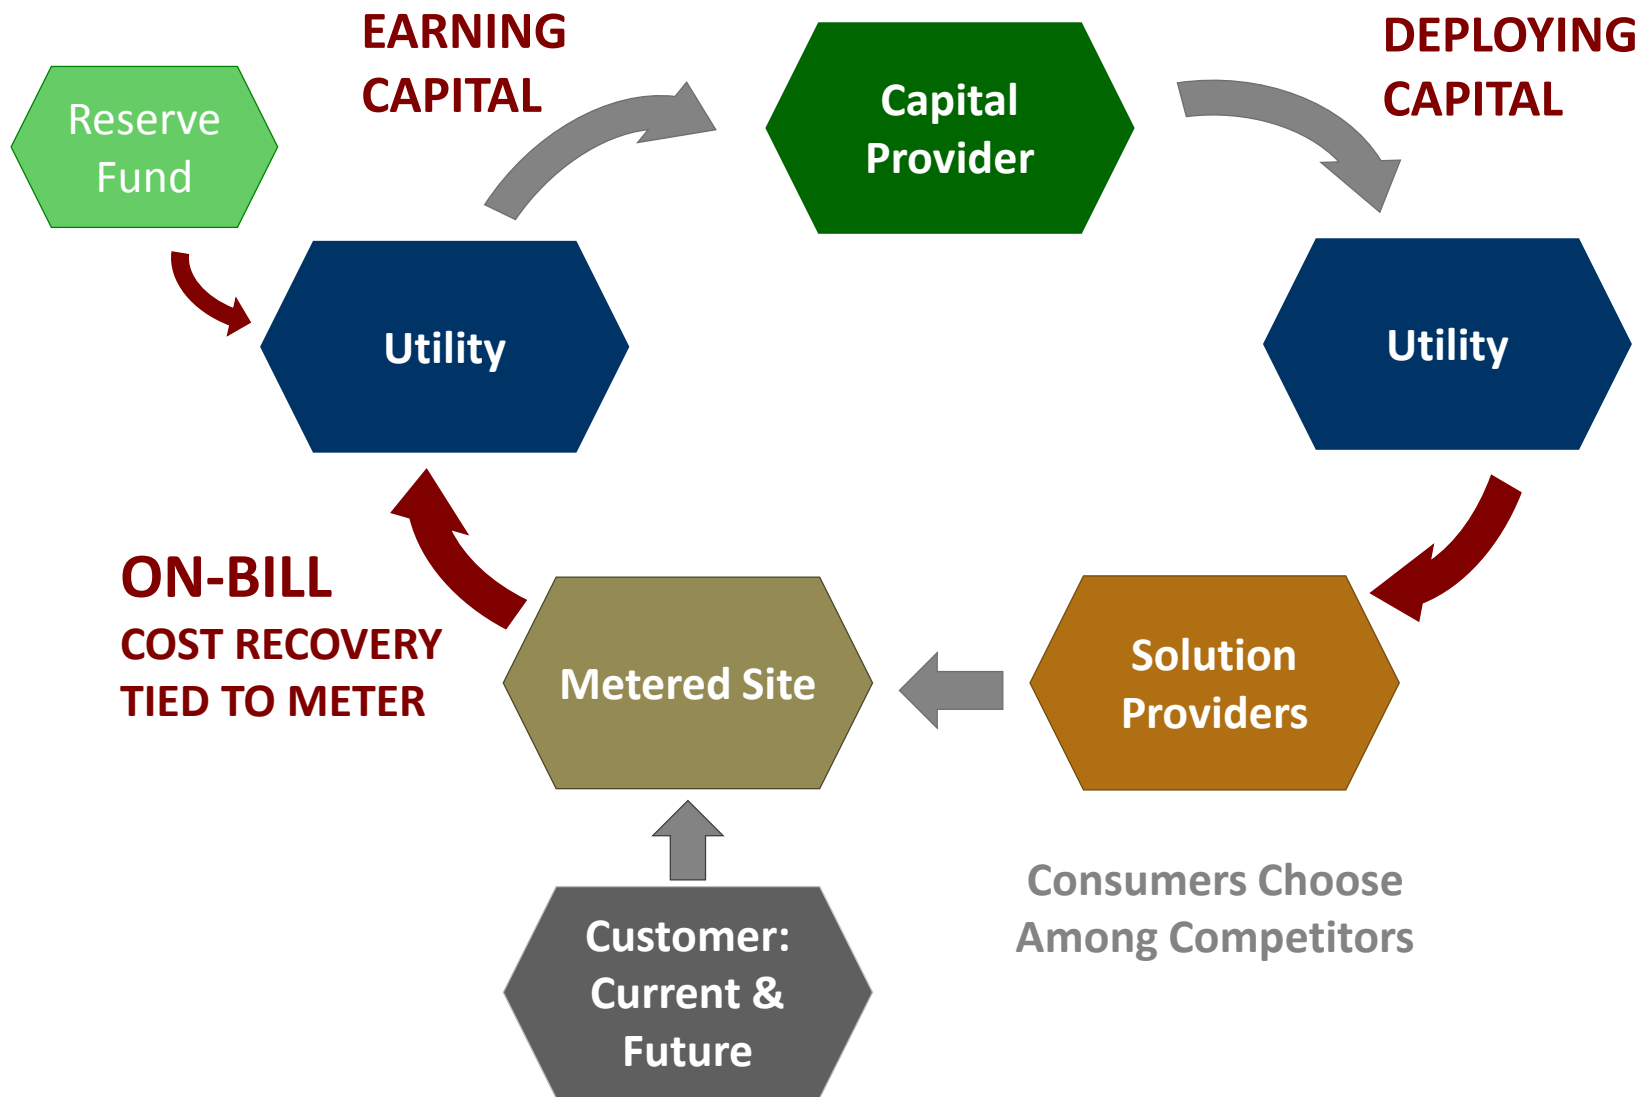 EARNING
CAPITAL
DEPLOYING
CAPITAL
Reserve
Fund
Capital
Provider
Utility
Utility
ON-BILL
COST RECOVERY
TIED TO METER
Metered Site
Solution
Providers
Consumers Choose
Among Competitors
Customer:
Current &
Future